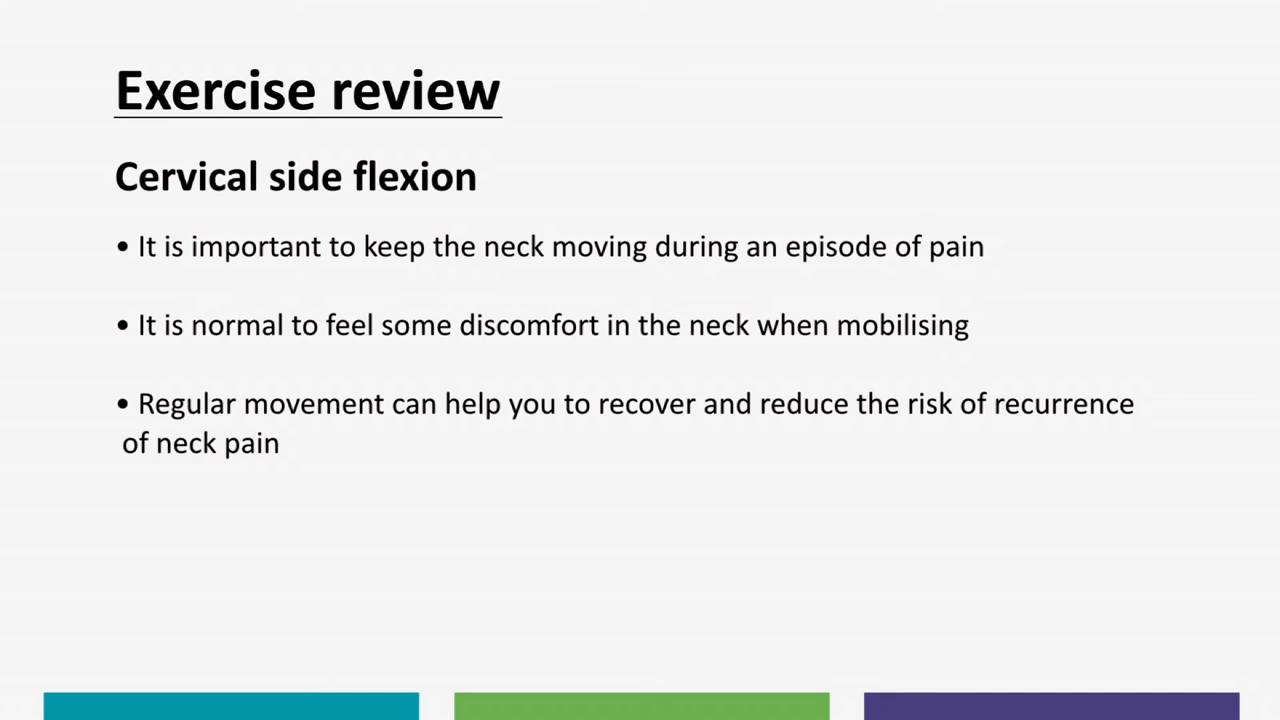 Exercise review
Cervical side flexion
• It is important to keep the neck moving during an episode of pain
• It is normal to feel some discomfort in the neck when mobilising
• Regular movement can help you to recover and reduce the risk of recurrence
of neck pain